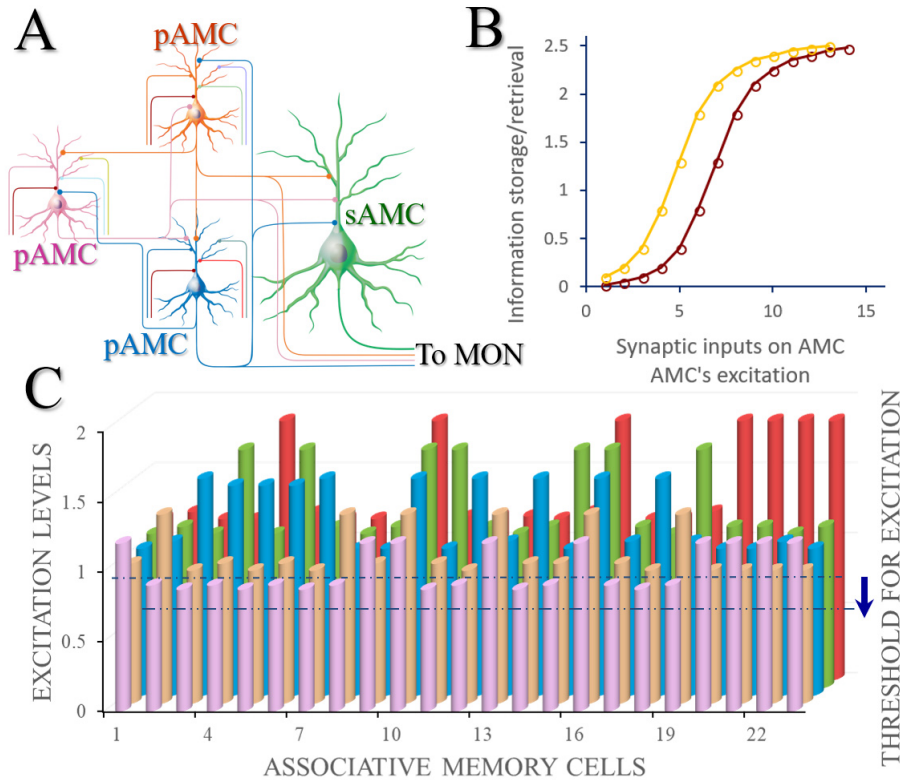 A
pAMC
pAMC
sAMC
pAMC
To MON
B
Information storage/retrieval
2.5
2
1.5
1
0.5
0
0
5
10
15
Synaptic inputs on AMC
AMC's excitation
C
EXCITATION LEVELS
2
1.5
1
0.5
0
1
4
7
10
13
16
19
22
ASSOCIATIVE MEMORY CELLS
THRESHOLD FOR EXCITATION